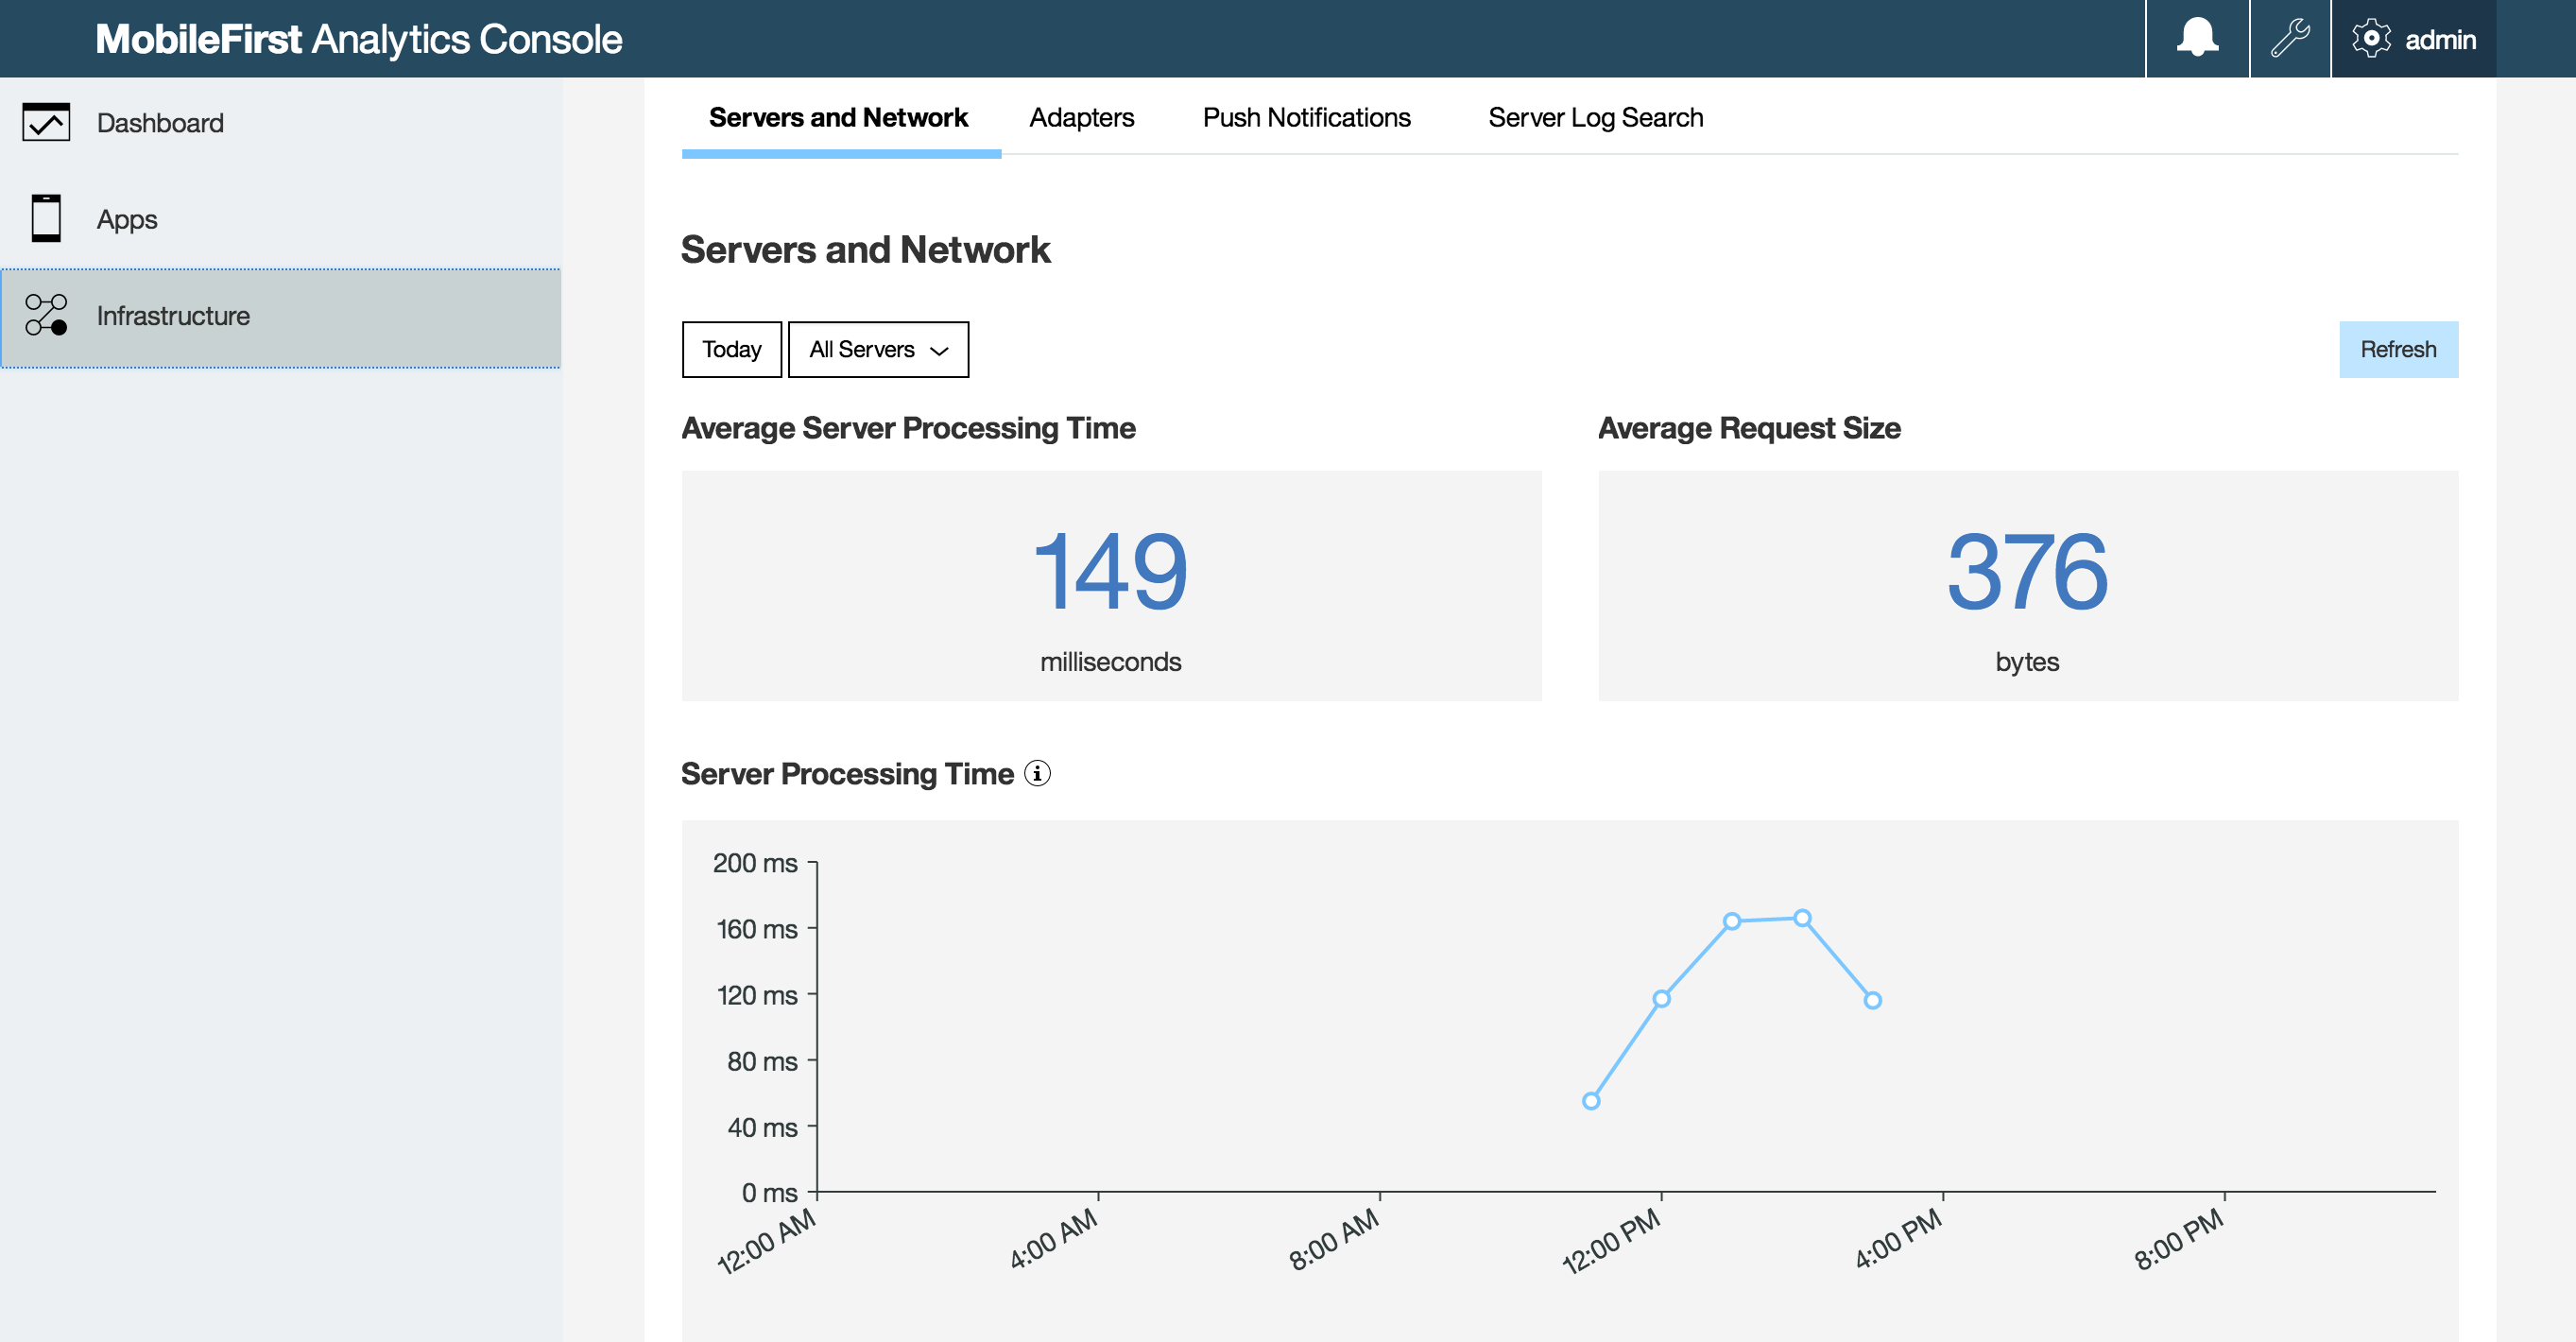 MobileFirst Analytics Console
admin
Dashboard
Apps
Infrastructure
Servers and Network
Adapters
Push Notifications
Server Log Search
Servers and Network
Today
All Servers
Refresh
Average Server Processing Time
Average Request Size
149
milliseconds
376
bytes
Server Processing Time
200 ms
160 ms
120 ms
80 ms
40 ms
0 ms
12:00 AM
4:00 AM
8:00 AM
12:00 PM
4:00 PM
8:00 PM